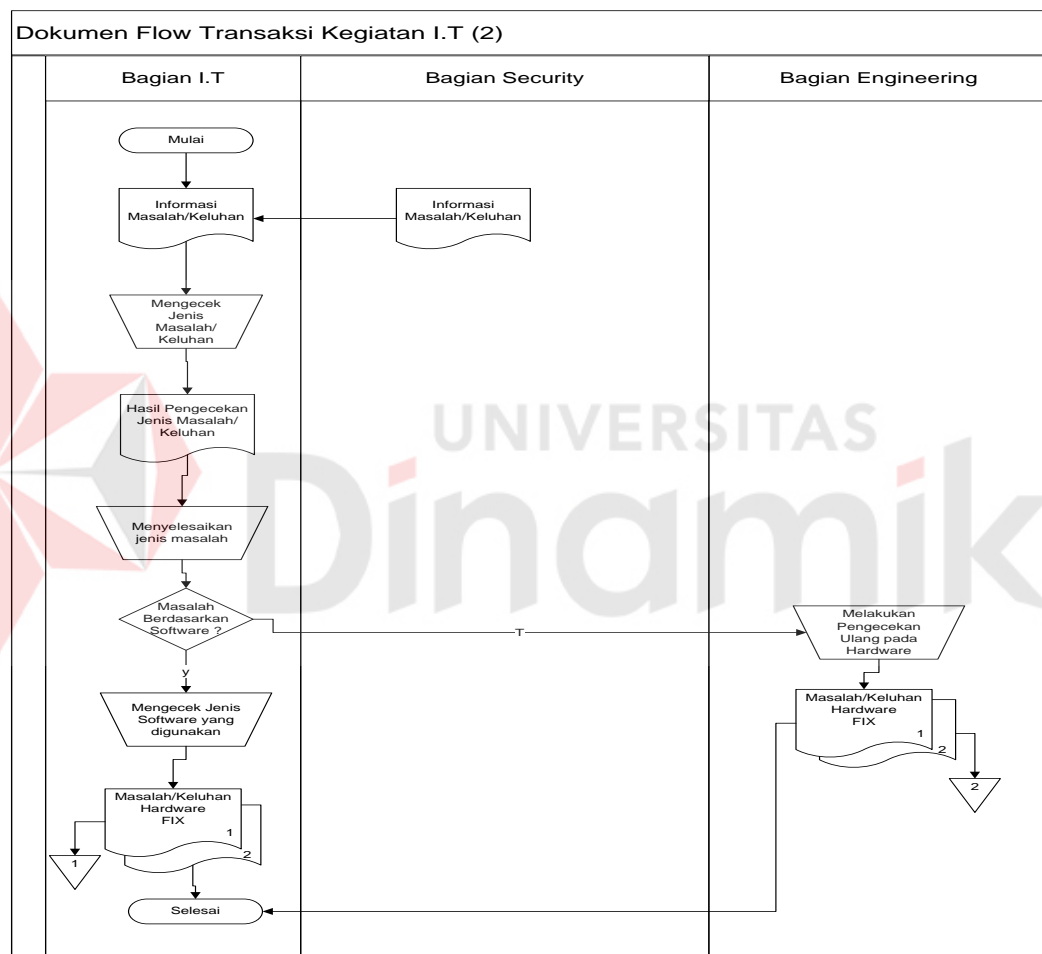 Dokumen Flow Transaksi Kegiatan I.T (2)
Bagian I.T
Bagian Security
Bagian Engineering
Mulai
Informasi
Masalah/Keluhan
Informasi
Masalah/Keluhan
Mengecek
Jenis
Masalah/
Keluhan
Hasil Pengecekan
Jenis Masalah/
Keluhan
UNIVERSITAS
Dinamik
Menyelesaikan
jenis masalah
Masalah
Berdasarkan
Software ?
T
Melakukan
Pengecekan
Ulang pada
Hardware
y
Mengecek Jenis
Software yang
digunakan
Masalah/Keluhan
Hardware
FIX
1
2
2
Masalah/Keluhan
Hardware
FIX
1
2
1
Selesai